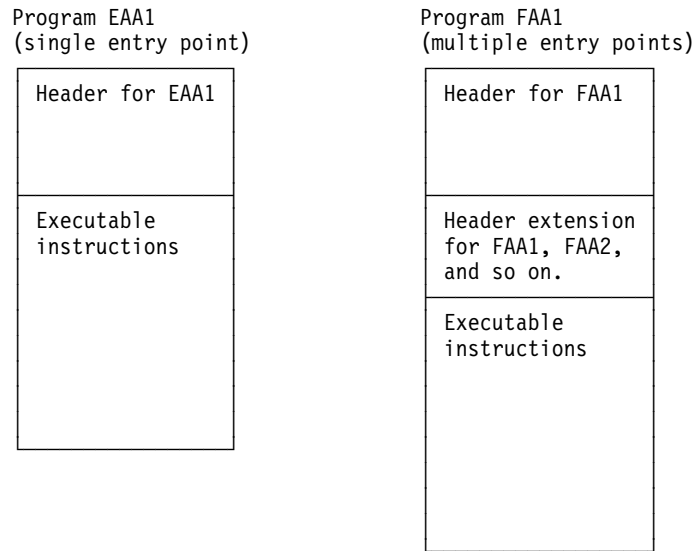 Program EAA1
(single entry point)
Header for EAA1
Executable
instructions
Program FAA1
(multiple entry points)
Header for FAA1
Header extension
for FAA1, FAA2,
and so on.
Executable
instructions